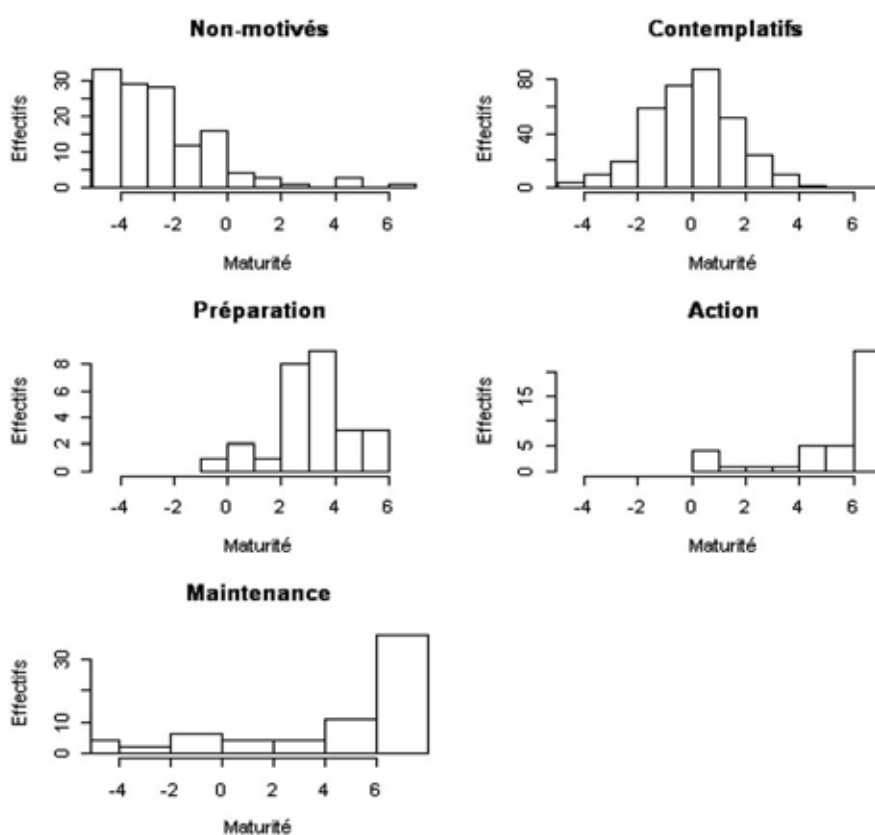 Non-motivés
Effectifs
0 10 20 30
-4 -2 0 2 4 6
Maturité
Contemplatifs
Effectifs
0 40 80
-4 -2 0 2 4 6
Maturité
Préparation
Effectifs
0 2 4 6 8
-4 -2 0 2 4 6
Maturité
Action
Effectifs
0 5 15
-4 -2 0 2 4 6
Maturité
Maintenance
Effectifs
0 10 30
-4 -2 0 2 4 6
Maturité